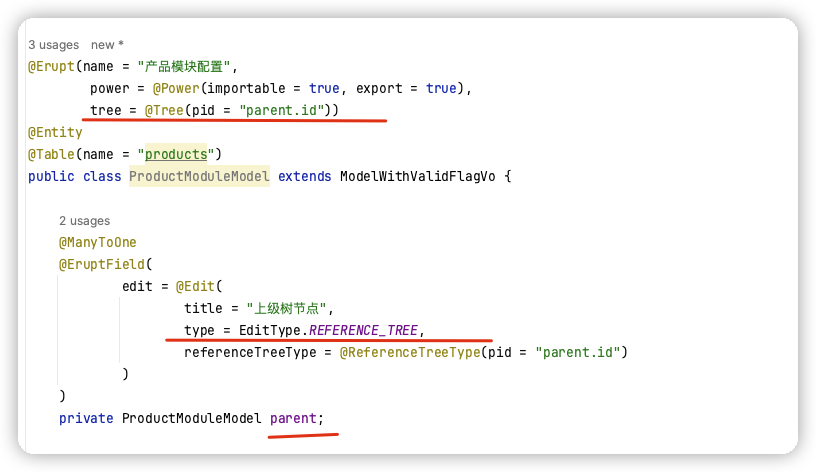 3 usages   new *
@Erupt(name = "产品模块配置",
        power = @Power(importable = true, export = true),
        tree = @Tree(pid = "parent.id"))
@Entity
@Table(name = "products")
public class ProductModuleModel extends ModelWithValidFlagVo {
    2 usages
    @ManyToOne
    @EruptField(
            edit = @Edit(
                    title = "上级树节点",
                    type = EditType.REFERENCE_TREE,
                    referenceTreeType = @ReferenceTreeType(pid = "parent.id")
            )
    )
    private ProductModuleModel parent;